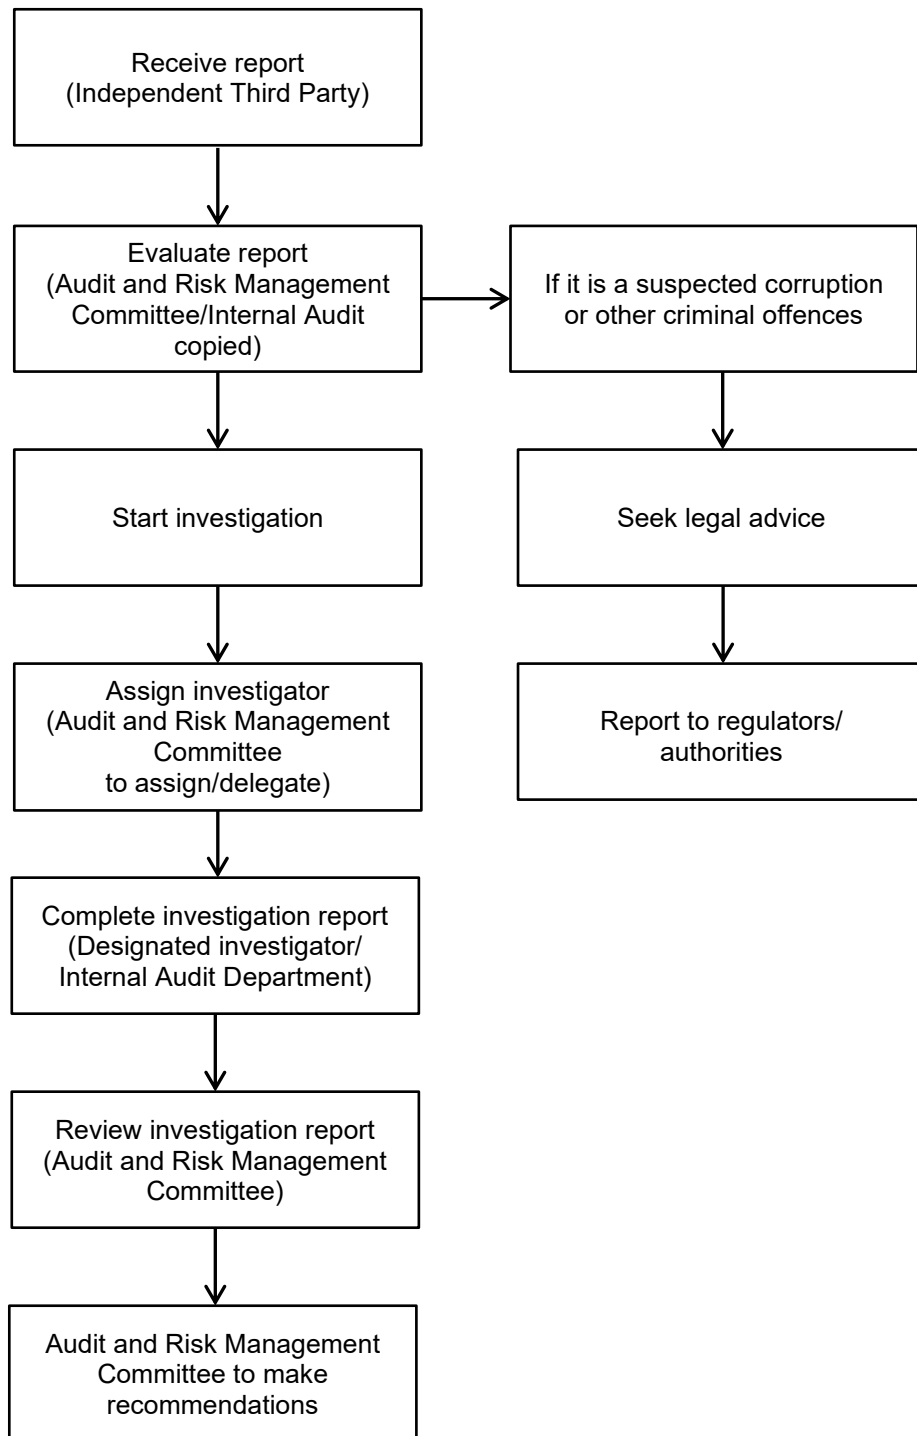 Receive report
(Independent Third Party)
Evaluate report
(Audit and Risk Management
Committee/Internal Audit
copied)
If it is a suspected corruption
or other criminal offences
Start investigation
Seek legal advice
Assign investigator
(Audit and Risk Management
Committee
to assign/delegate)
Report to regulators/
authorities
Complete investigation report
(Designated investigator/
Internal Audit Department)
Review investigation report
(Audit and Risk Management
Committee)
Audit and Risk Management
Committee to make
recommendations